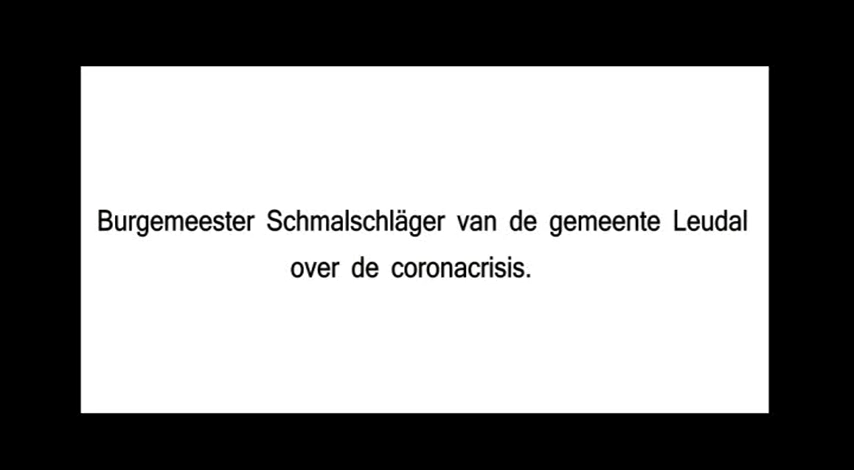 Burgemeester Schmalschläger van de gemeente Leudal
over de coronacrisis.